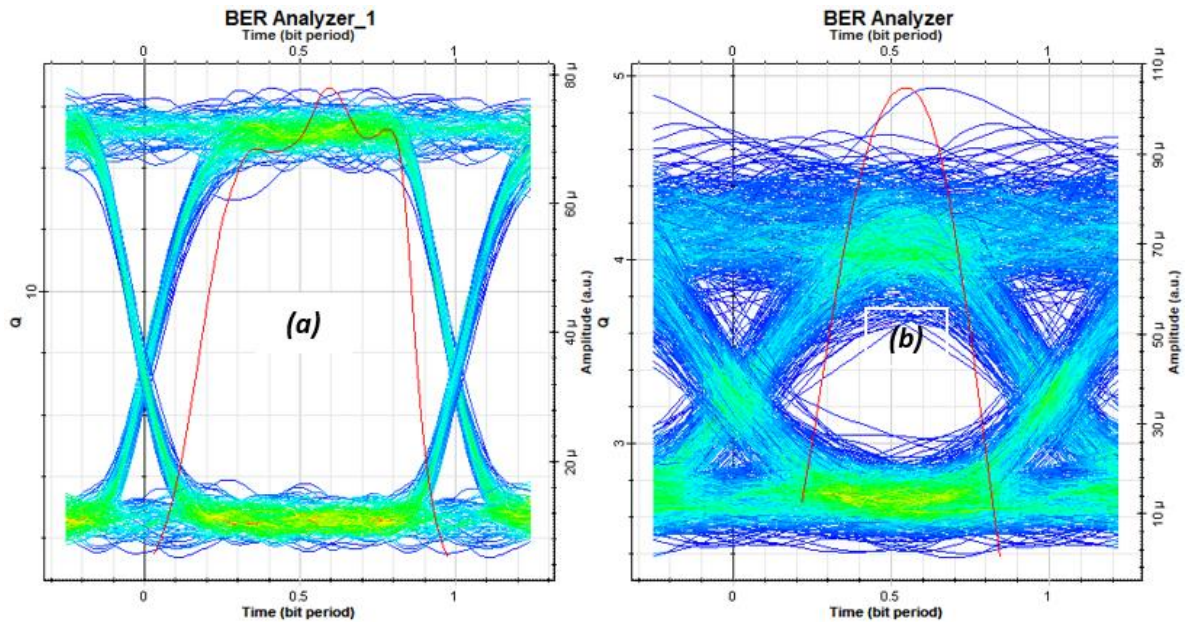 BER Analyzer_1
Time (bit period)
0 0.5 1
80 µ
60 µ
40 µ
20 µ
Amplitude (a.u.)
Q
10
(a)
0 0.5 1
Time (bit period)
BER Analyzer
Time (bit period)
0 0.5 1
110 µ
90 µ
70 µ
50 µ
30 µ
10 µ
Amplitude (a.u.)
Q
5
4
3
(b)
0 0.5 1
Time (bit period)